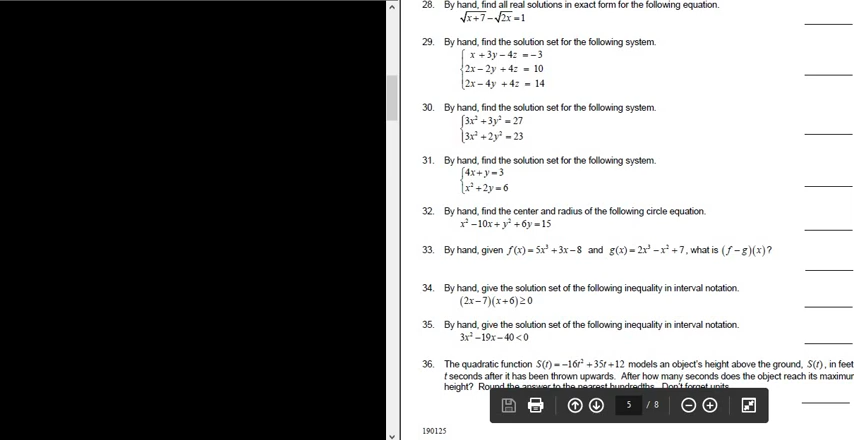 28. By hand, find all real solutions in exact form for the following equation.
√x+7 − √2x = 1
29. By hand, find the solution set for the following system.
x + 3y − 4z = −3
2x − 2y + 4z = 10
2x − 4y + 4z = 14
30. By hand, find the solution set for the following system.
3x² + 3y² = 27
3x² + 2y² = 23
31. By hand, find the solution set for the following system.
4x + y = 3
x² + 2y = 6
32. By hand, find the center and radius of the following circle equation.
x² − 10x + y² + 6y = 15
33. By hand, given f(x) = 5x³ + 3x − 8 and g(x) = 2x³ − x² + 7, what is (f − g)(x)?
34. By hand, give the solution set of the following inequality in interval notation.
(2x − 7)(x + 6) ≥ 0
35. By hand, give the solution set of the following inequality in interval notation.
3x² − 19x − 40 < 0
36. The quadratic function S(t) = −16t² + 35t + 12 models an object's height above the ground, S(t), in feet
t seconds after it has been thrown upwards. After how many seconds does the object reach its maximur
height? Round the answer to the nearest hundredths. Don't forget units.
5 / 8
190125